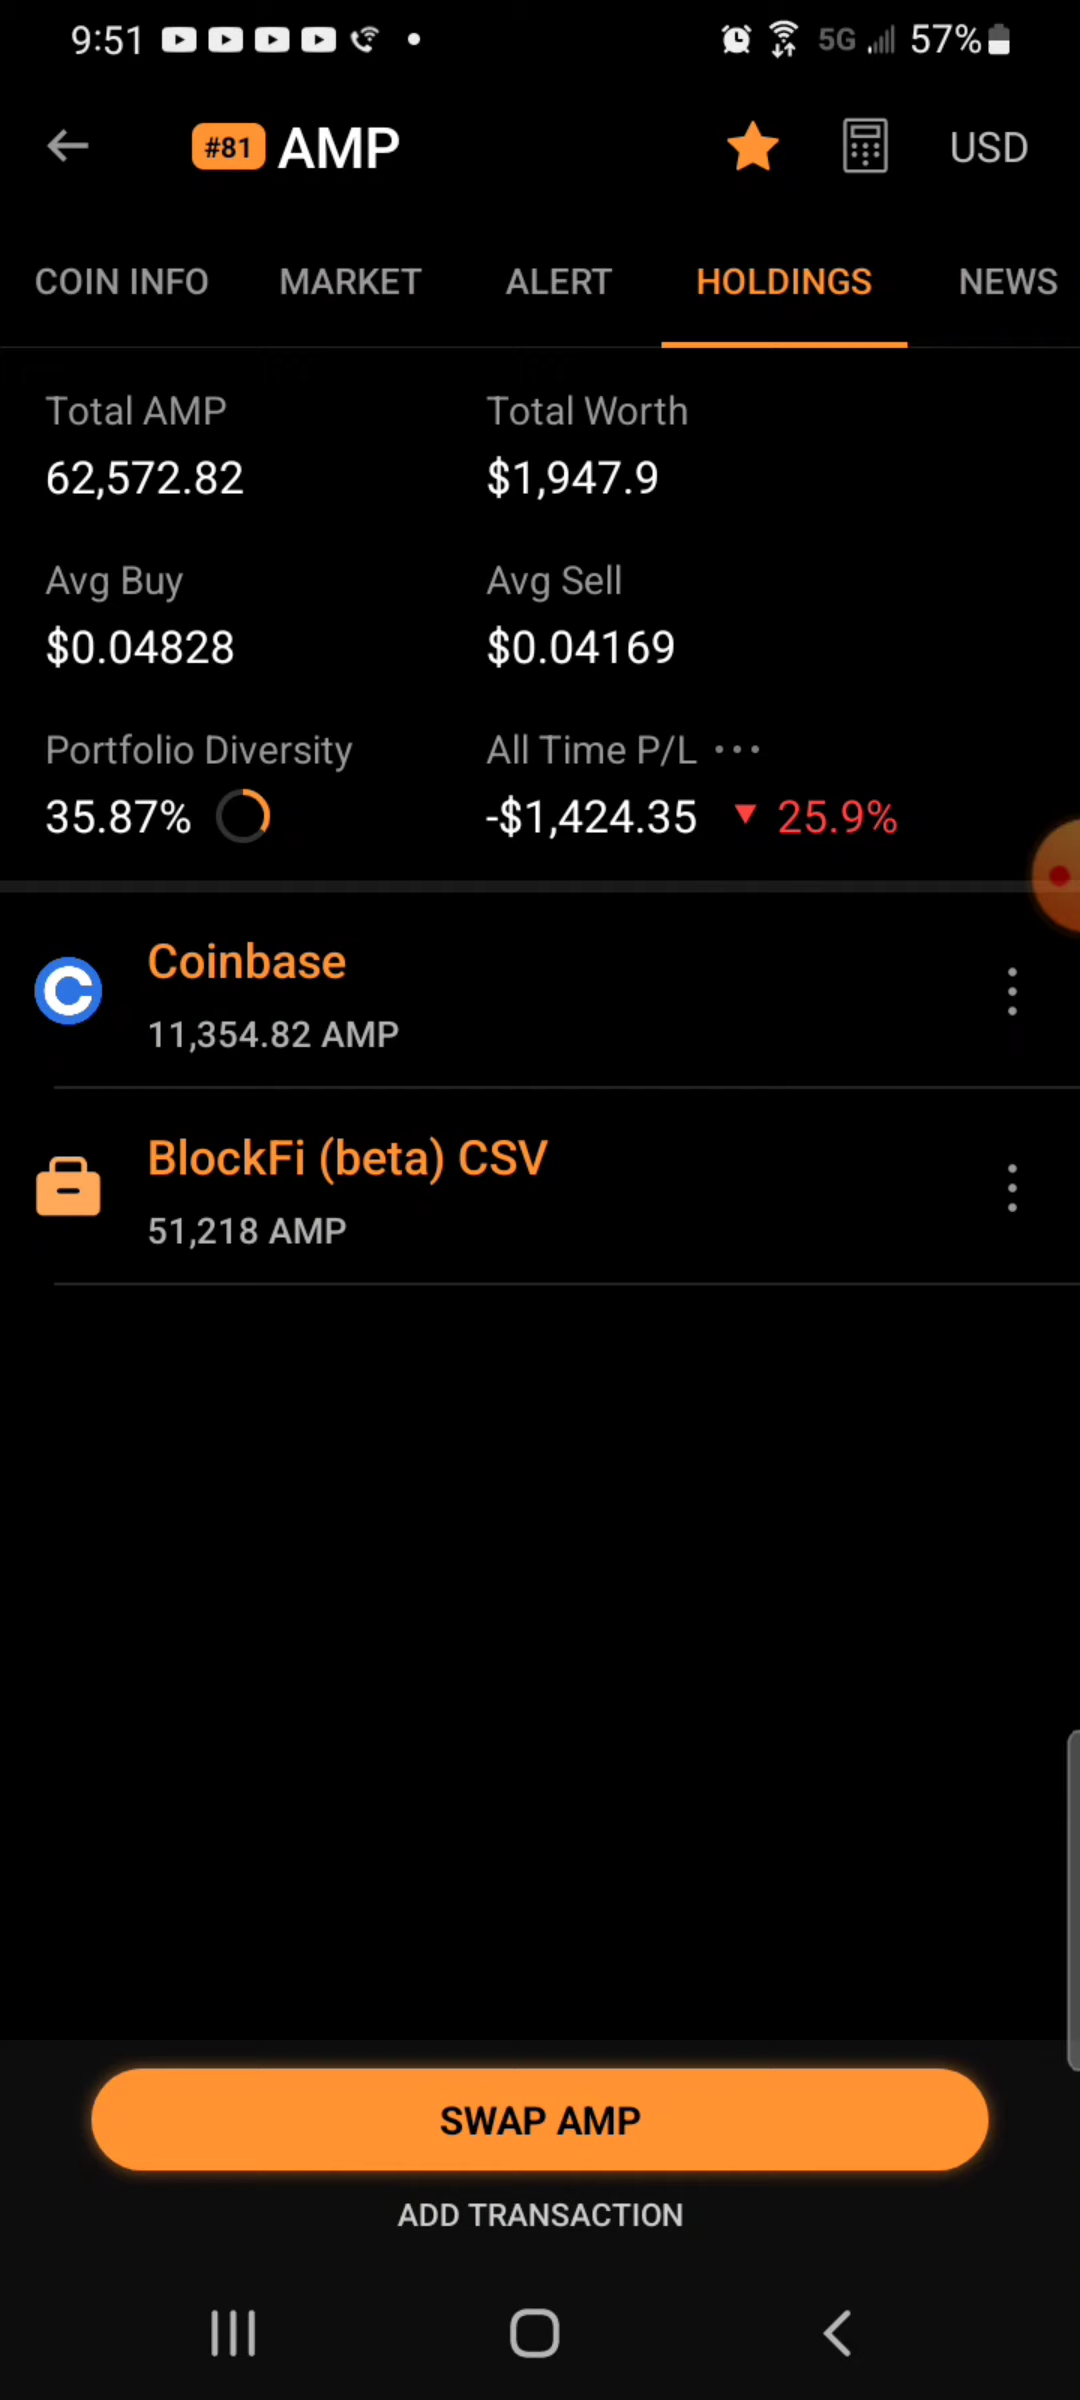 9:51 5G 57%
#81 AMP USD
COIN INFO MARKET ALERT HOLDINGS NEWS
Total AMP Total Worth
62,572.82 $1,947.9
Avg Buy Avg Sell
$0.04828 $0.04169
Portfolio Diversity All Time P/L
35.87% -$1,424.35 25.9%
Coinbase
11,354.82 AMP
BlockFi (beta) CSV
51,218 AMP
SWAP AMP
ADD TRANSACTION